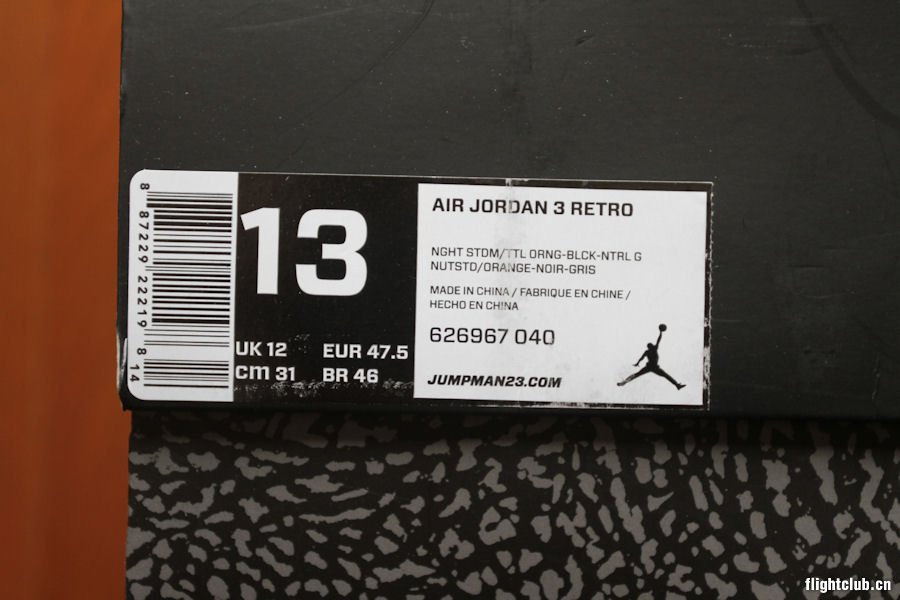 8 87229 22219 8 14
13
UK 12 EUR 47.5
cm 31 BR 46
AIR JORDAN 3 RETRO
NGHT STDM/TTL ORNG-BLCK-NTRL G
NUTSTD/ORANGE-NOIR-GRIS
MADE IN CHINA / FABRIQUE EN CHINE /
HECHO EN CHINA
626967 040
JUMPMAN23.COM
flightclub.cn